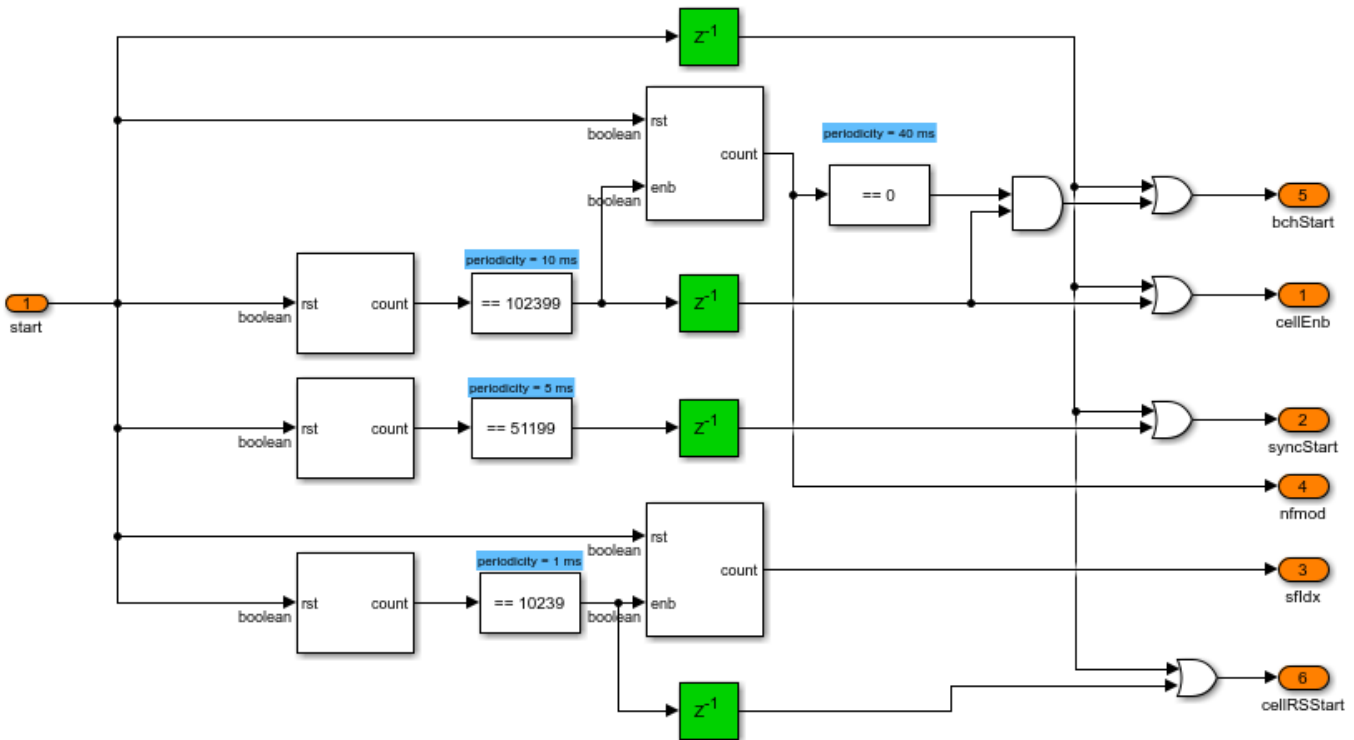 Z-1
rst
boolean
count
enb
boolean
periodicity = 40 ms
== 0
5
bchStart
1
start
rst
boolean
count
periodicity = 10 ms
== 102399
Z-1
1
cellEnb
rst
boolean
count
periodicity = 5 ms
== 51199
Z-1
2
syncStart
4
nfmod
rst
boolean
count
enb
boolean
3
sfIdx
rst
boolean
count
periodicity = 1 ms
== 10239
Z-1
6
cellRSStart